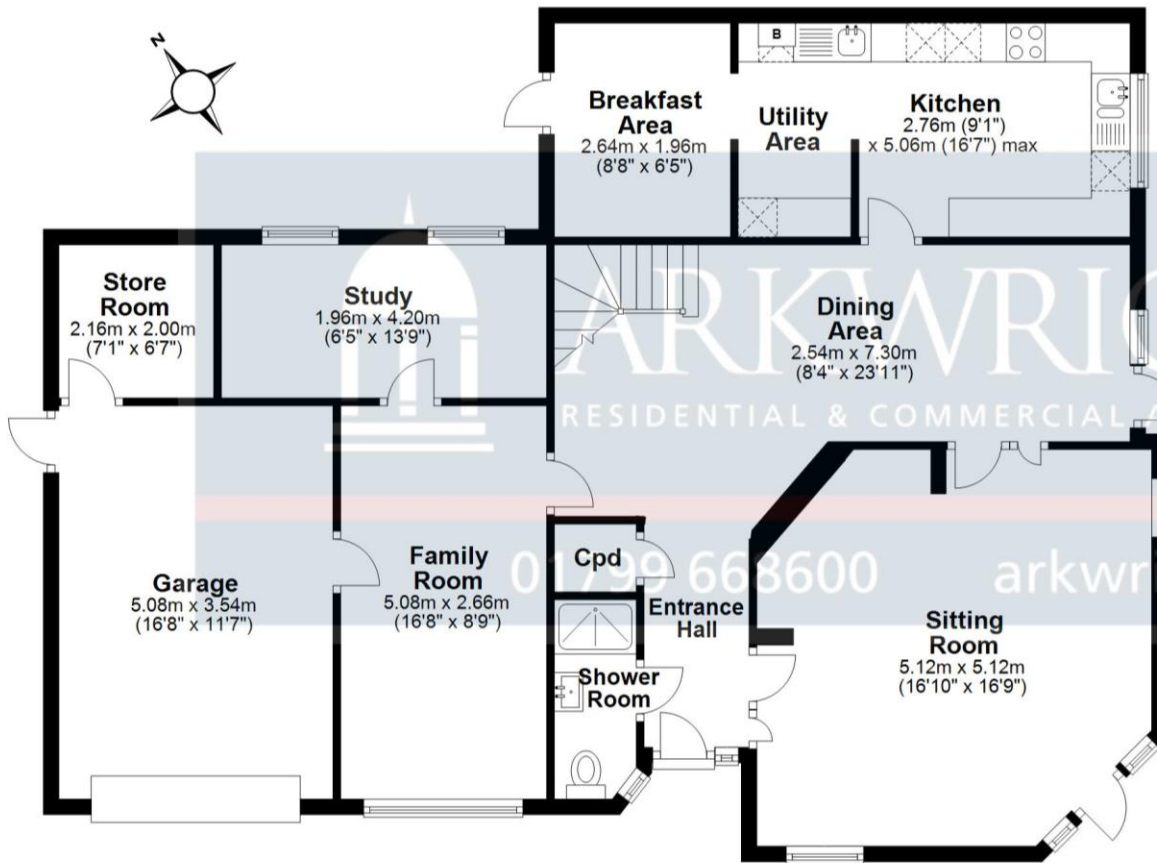 N
B
Breakfast
Area
2.64m x 1.96m
(8'8" x 6'5")
Utility
Area
Kitchen
2.76m (9'1")
x 5.06m (16'7") max
Store
Room
2.16m x 2.00m
(7'1" x 6'7")
Study
1.96m x 4.20m
(6'5" x 13'9")
Dining
Area
2.54m x 7.30m
(8'4" x 23'11")
ARKWRIG
RESIDENTIAL & COMMERCIAL A
Garage
5.08m x 3.54m
(16'8" x 11'7")
Family
Room
5.08m x 2.66m
(16'8" x 8'9")
Cpd
01799 668600 arkwri
Entrance
Hall
Shower
Room
Sitting
Room
5.12m x 5.12m
(16'10" x 16'9")